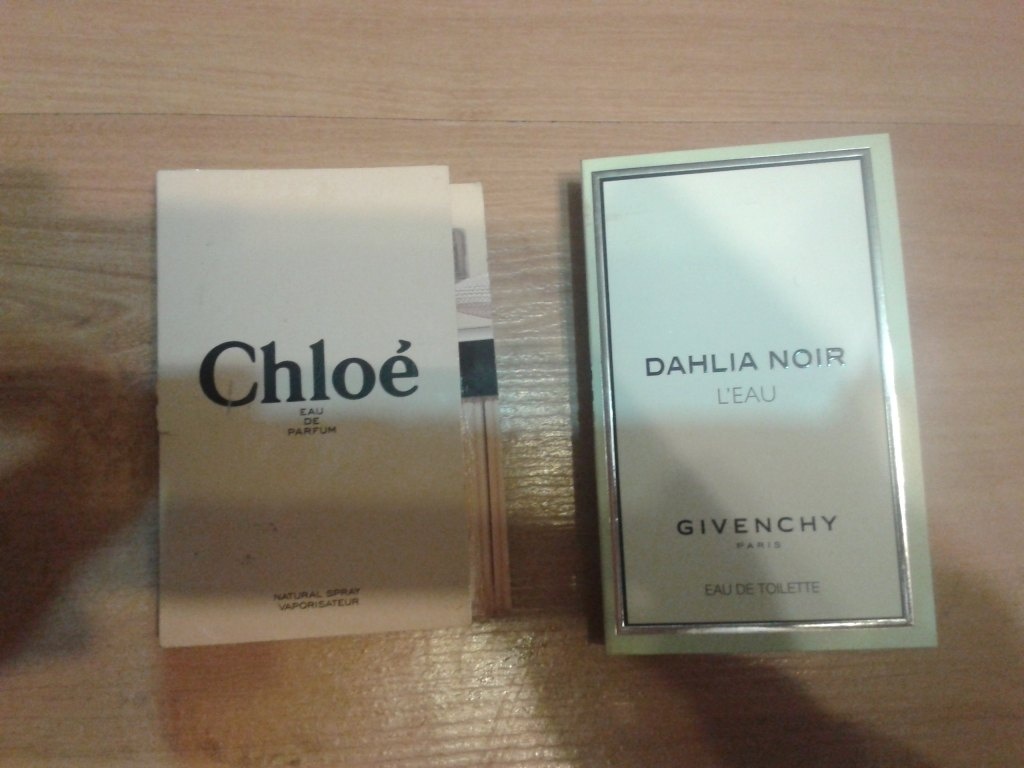 Chloé
EAU
DE
PARFUM
NATURAL SPRAY
VAPORISATEUR
DAHLIA NOIR
L'EAU
GIVENCHY
PARIS
EAU DE TOILETTE